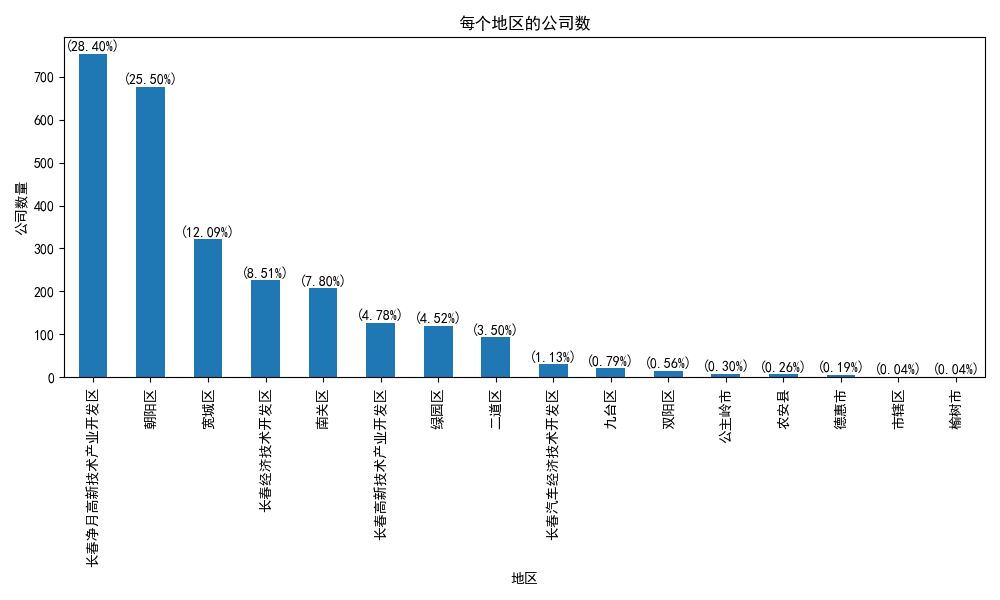 每个地区的公司数
公司数量
700
600
500
400
300
200
100
0
(28.40%)
(25.50%)
(12.09%)
(8.51%)
(7.80%)
(4.78%)
(4.52%)
(3.50%)
(1.13%)
(0.79%)
(0.56%)
(0.30%)
(0.26%)
(0.19%)
(0.04%)
(0.04%)
长春净月高新技术产业开发区
朝阳区
宽城区
长春经济技术开发区
南关区
长春高新技术产业开发区
绿园区
二道区
长春汽车经济技术开发区
九台区
双阳区
公主岭市
农安县
德惠市
市辖区
榆树市
地区